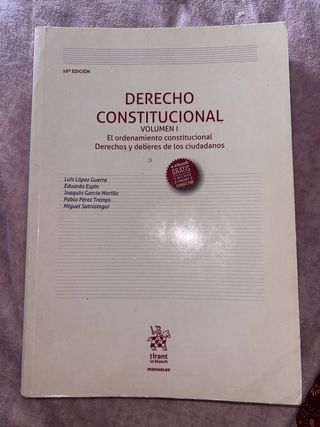 10ª EDICIÓN
DERECHO
CONSTITUCIONAL
VOLUMEN I
El ordenamiento constitucional
Derechos y deberes de los ciudadanos
Luis López Guerra
Eduardo Espín
Joaquín García Morillo
Pablo Pérez Tremps
Miguel Satrústegui
GRATIS
tirant
lo blanch
manuales